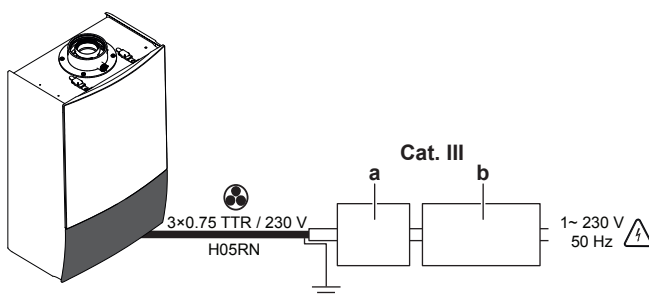 Cat. III
a
b
3×0.75 TTR / 230 V
H05RN
1~ 230 V
50 Hz